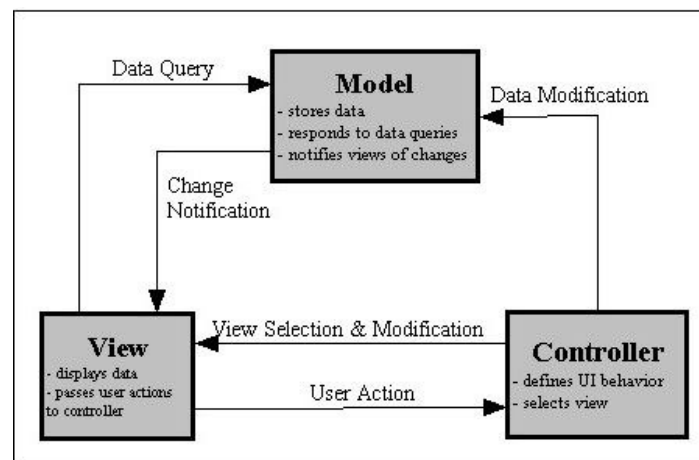 Data Query
Model
- stores data
- responds to data queries
- notifies views of changes
Data Modification
Change
Notification
View
- displays data
- passes user actions
to controller
View Selection & Modification
User Action
Controller
- defines UI behavior
- selects view